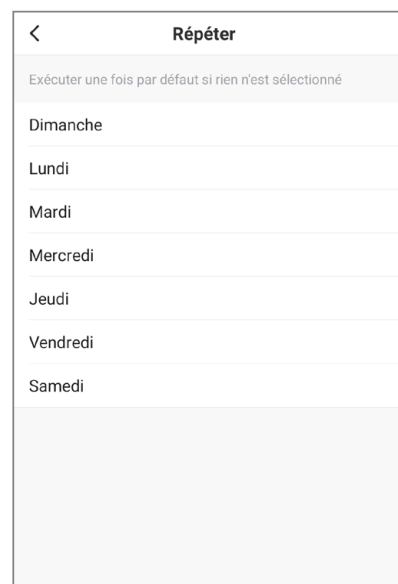 Répéter
Exécuter une fois par défaut si rien n'est sélectionné
Dimanche
Lundi
Mardi
Mercredi
Jeudi
Vendredi
Samedi